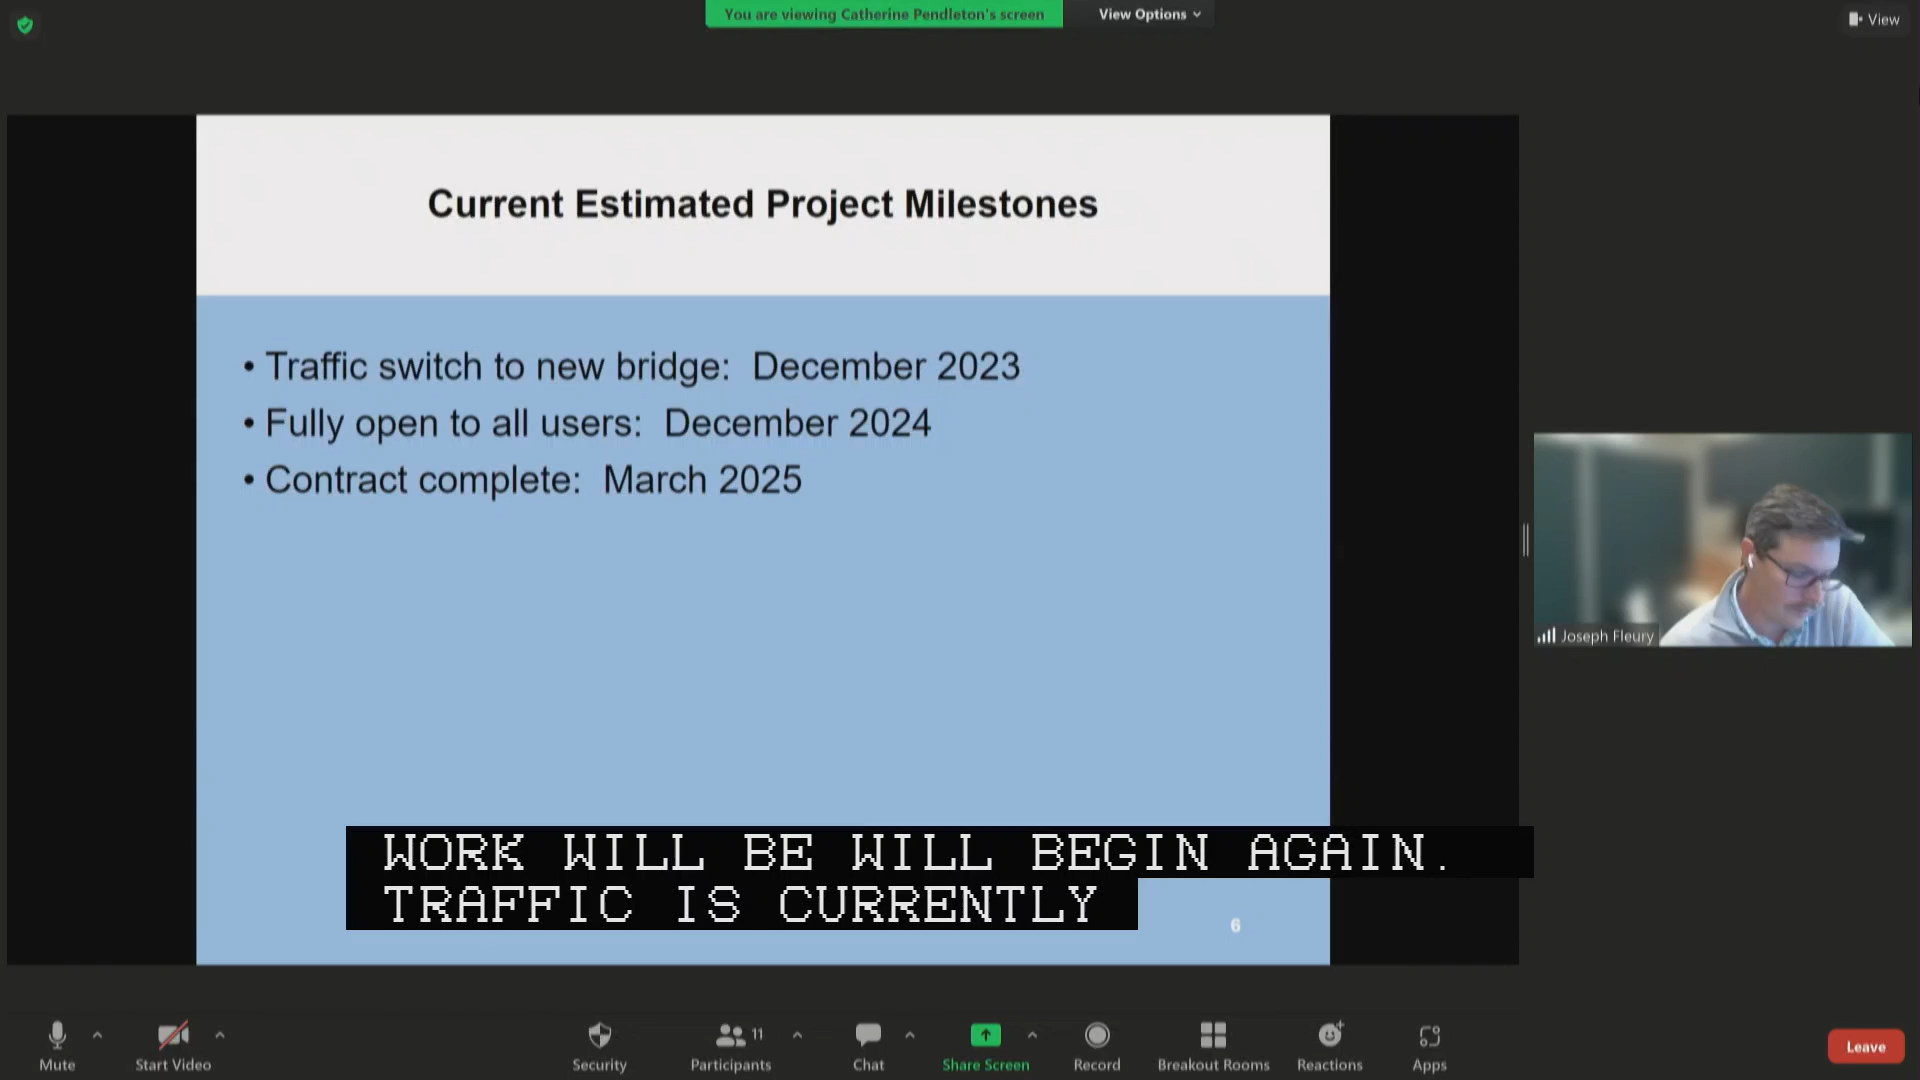 You are viewing Catherine Pendleton's screen
View Options
View
Current Estimated Project Milestones
• Traffic switch to new bridge: December 2023
• Fully open to all users: December 2024
• Contract complete: March 2025
Joseph Fleury
WORK WILL BE WILL BEGIN AGAIN.
TRAFFIC IS CURRENTLY
6
Mute
Start Video
Security
Participants
11
Chat
Share Screen
Record
Breakout Rooms
Reactions
Apps
Leave